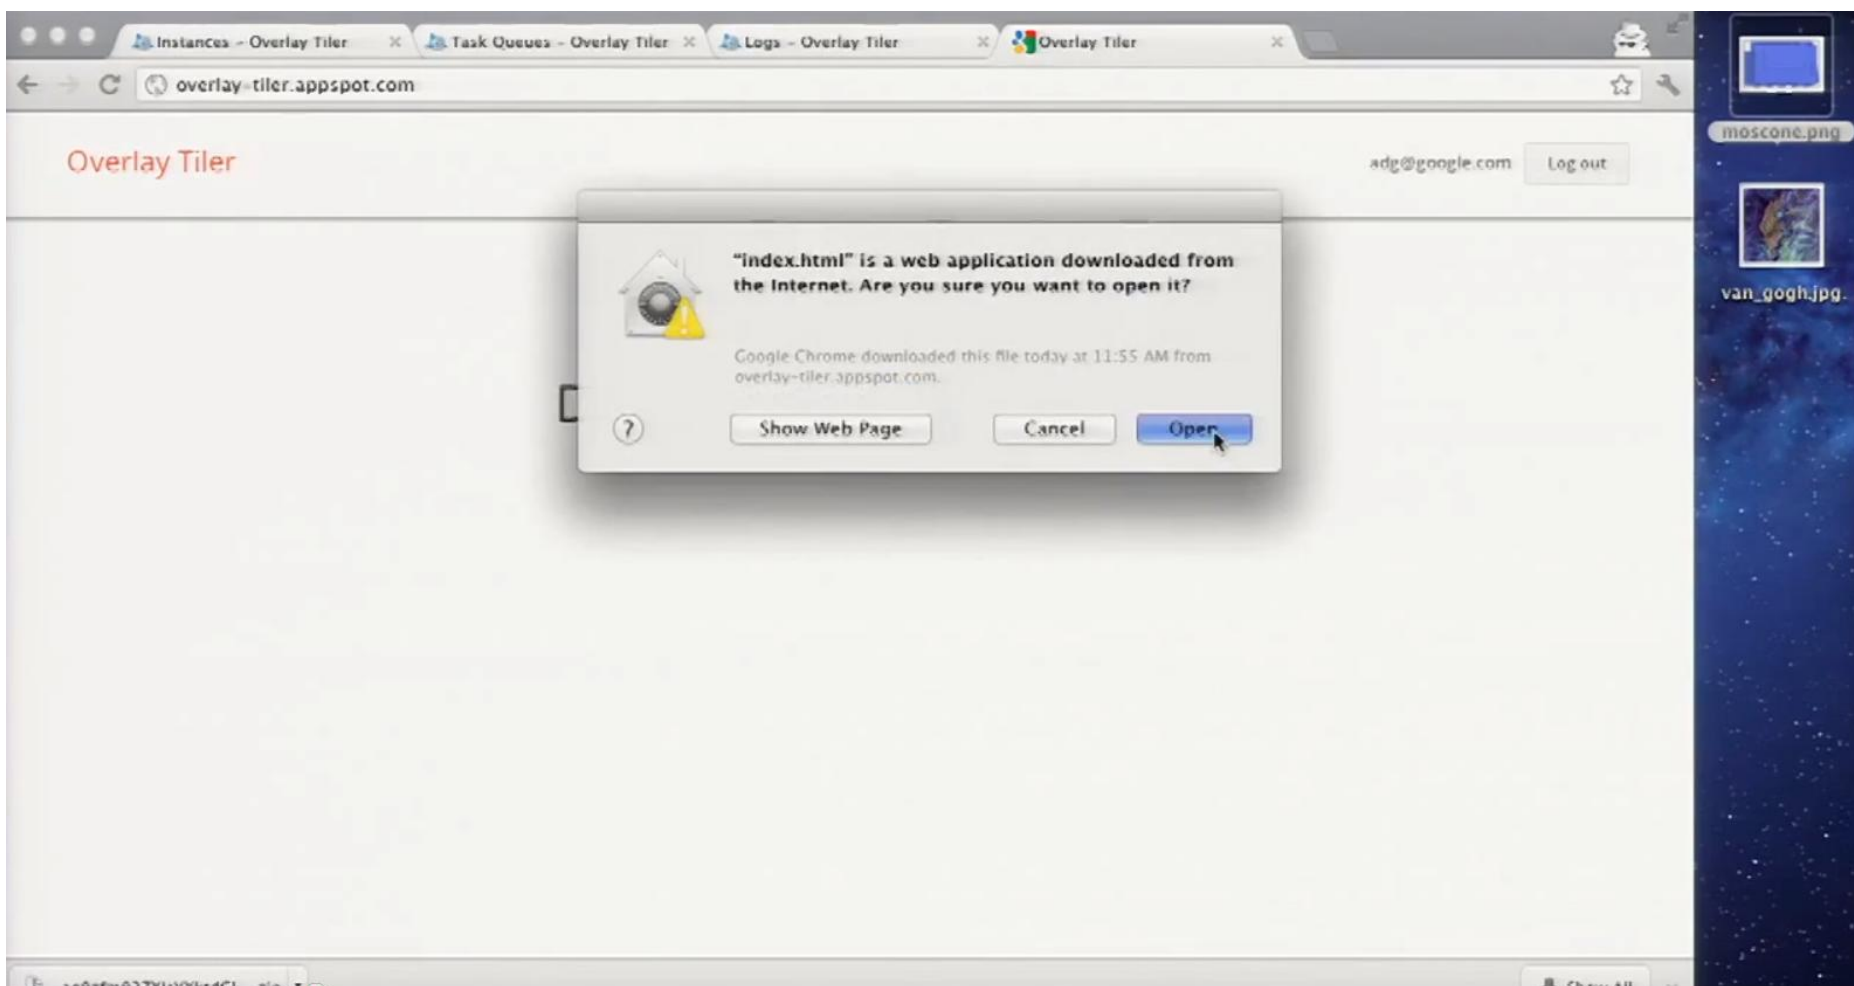 Instances - Overlay Tiler
Task Queues - Overlay Tiler
Logs - Overlay Tiler
Overlay Tiler
overlay-tiler.appspot.com
moscone.png
Overlay Tiler
adg@google.com
Log out
"index.html" is a web application downloaded from
the Internet. Are you sure you want to open it?
van_gogh.jpg.
Google Chrome downloaded this file today at 11:55 AM from
overlay-tiler.appspot.com.
?
Show Web Page
Cancel
Open
Show All